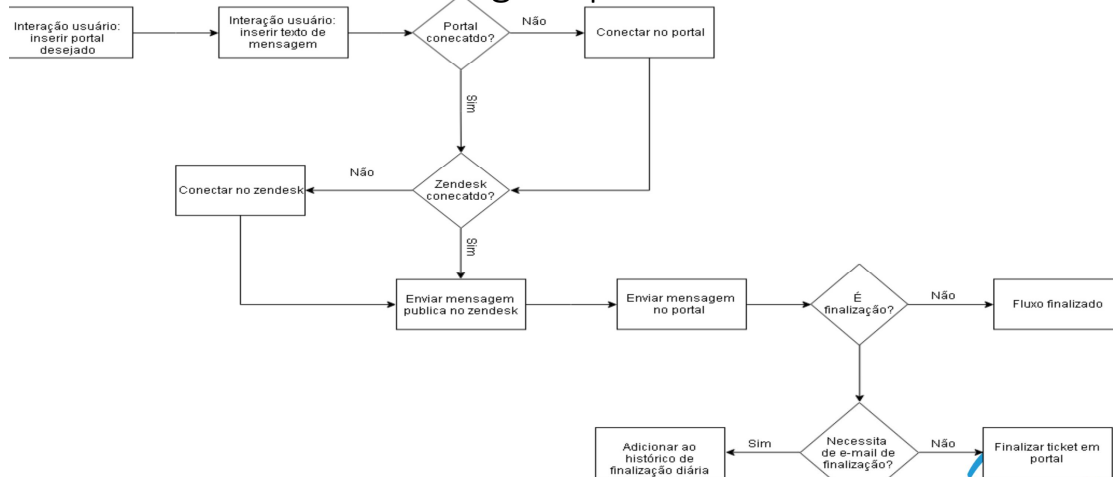 Interação usuário:
inserir portal
desejado
Interação usuário:
inserir texto de
mensagem
Portal
conecatdo?
Não
Conectar no portal
Sim
Não
Conectar no zendesk
Zendesk
conecatdo?
Sim
Enviar mensagem
publica no zendesk
Enviar mensagem
no portal
É
finalização?
Não
Fluxo finalizado
Adicionar ao
histórico de
finalização diária
Sim
Necessita
de e-mail de
finalização?
Não
Finalizar ticket em
portal